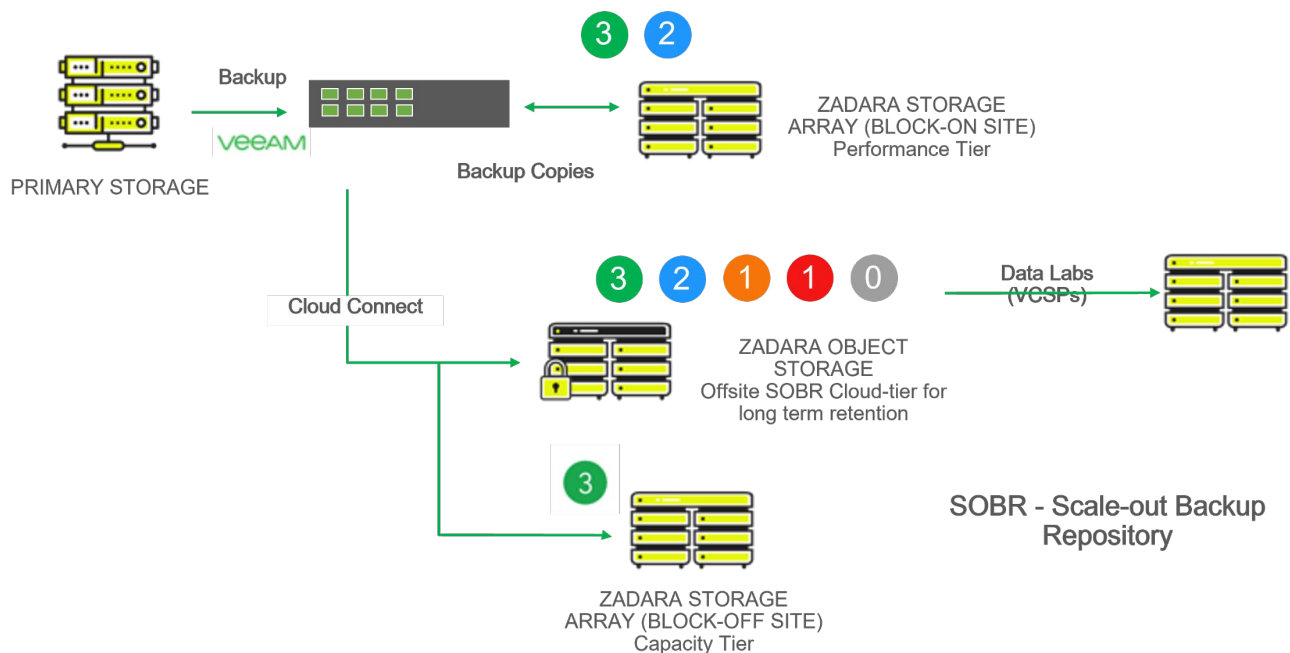 3 2
Backup
VEEAM
PRIMARY STORAGE
ZADARA STORAGE
ARRAY (BLOCK-ON SITE)
Performance Tier
Backup Copies
Cloud Connect
3 2 1 1 0
Data Labs
(VCSPs)
ZADARA OBJECT
STORAGE
Offsite SOBR Cloud-tier for
long term retention
3
SOBR - Scale-out Backup
Repository
ZADARA STORAGE
ARRAY (BLOCK-OFF SITE)
Capacity Tier